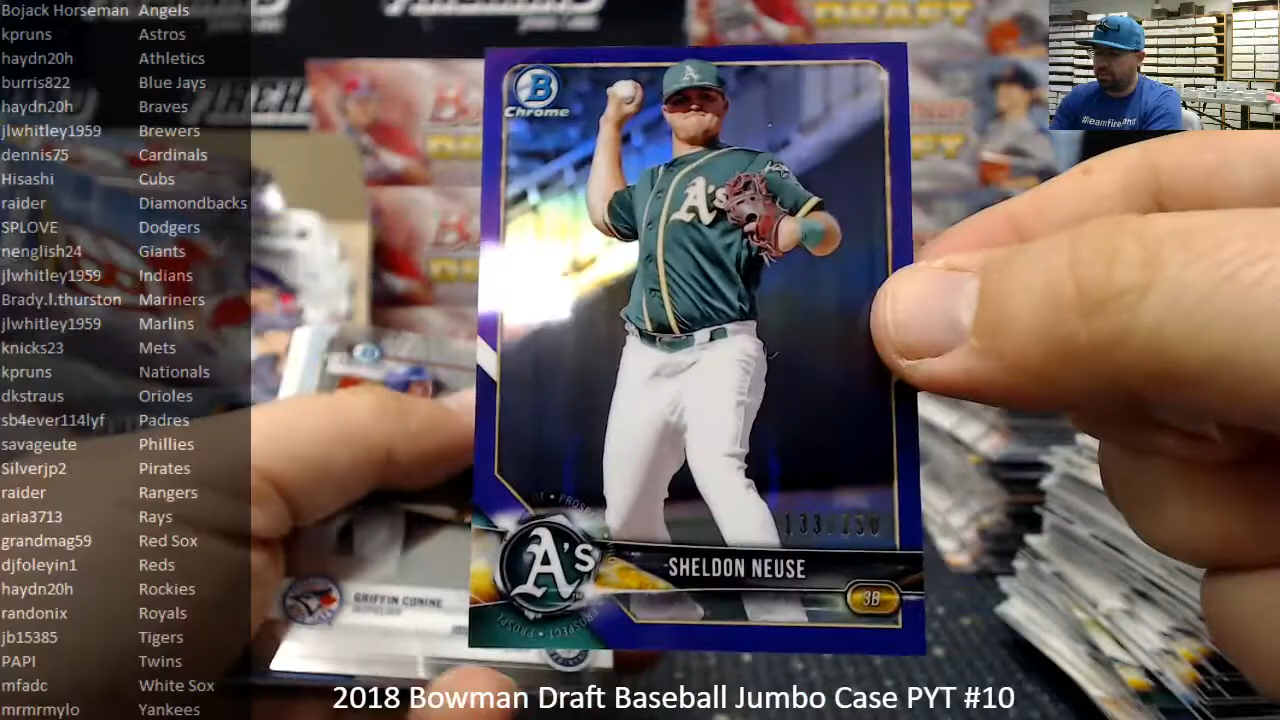 Bojack Horseman Angels
kpruns Astros
haydn20h Athletics
burris822 Blue Jays
haydn20h Braves
jlwhitley1959 Brewers
dennis75 Cardinals
Hisashi Cubs
raider Diamondbacks
SPLOVE Dodgers
nenglish24 Giants
jlwhitley1959 Indians
Brady.l.thurston Mariners
jlwhitley1959 Marlins
knicks23 Mets
kpruns Nationals
dkstraus Orioles
sb4ever114lyf Padres
savageute Phillies
Silverjp2 Pirates
raider Rangers
aria3713 Rays
grandmag59 Red Sox
djfoleyin1 Reds
haydn20h Rockies
randonix Royals
jb15385 Tigers
PAPI Twins
mfadc White Sox
mrmrmylo Yankees
B
Chrome
A
A's
133/250
A's
PROSPECT
SHELDON NEUSE
3B
GRIFFIN CONINE
DRAFT
2018 Bowman Draft Baseball Jumbo Case PYT #10